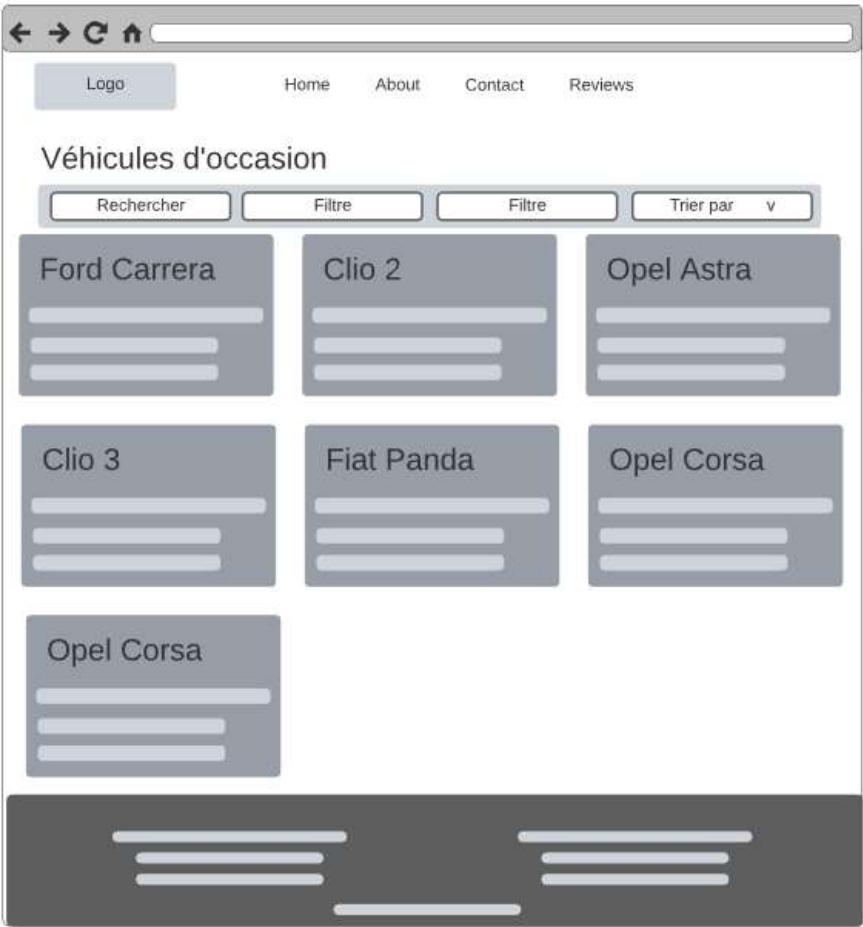 Logo Home About Contact Reviews
Véhicules d'occasion
Rechercher Filtre Filtre Trier par v
Ford Carrera Clio 2 Opel Astra
Clio 3 Fiat Panda Opel Corsa
Opel Corsa